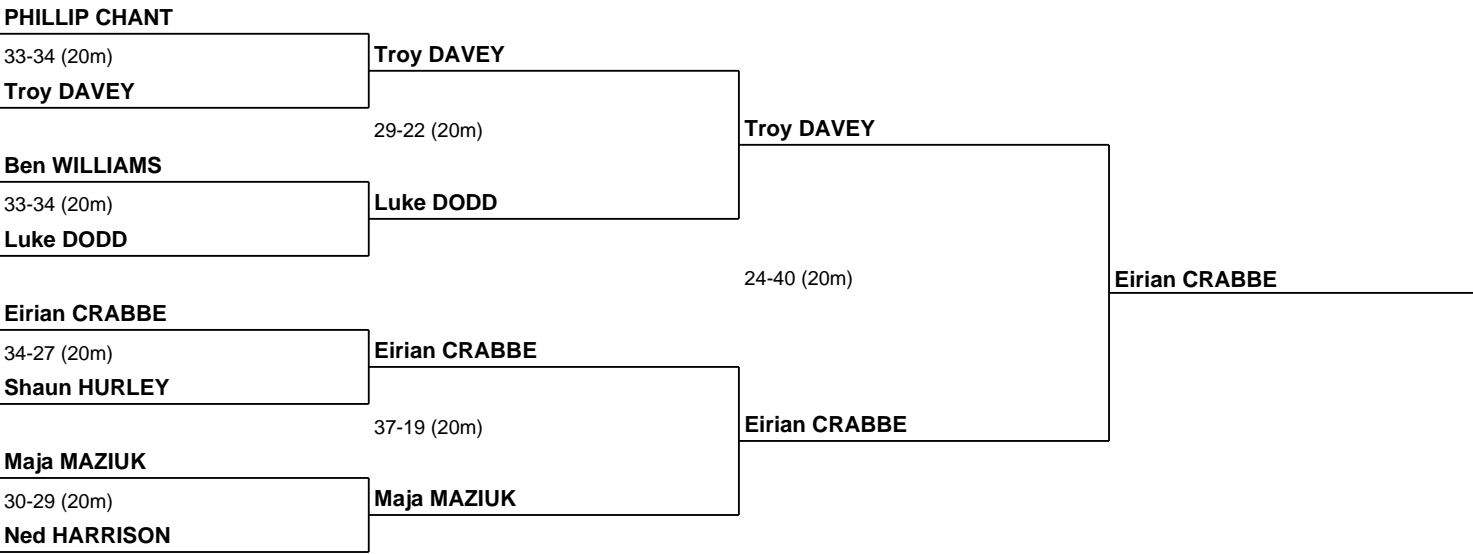 PHILLIP CHANT
33-34 (20m)
Troy DAVEY
Ben WILLIAMS
33-34 (20m)
Luke DODD
Eirian CRABBE
34-27 (20m)
Shaun HURLEY
Maja MAZIUK
30-29 (20m)
Ned HARRISON
Troy DAVEY
29-22 (20m)
Luke DODD
Eirian CRABBE
37-19 (20m)
Maja MAZIUK
Troy DAVEY
24-40 (20m)
Eirian CRABBE
Eirian CRABBE